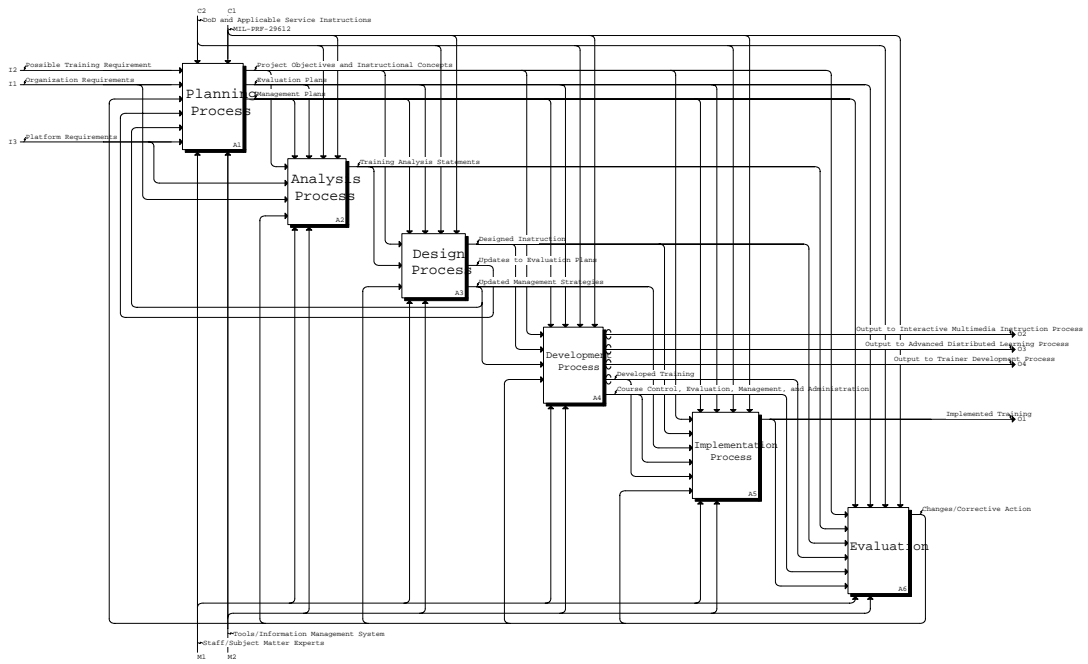 C2
C1
DoD and Applicable Service Instructions
MIL-PRF-29612
I2
Possible Training Requirement
Project Objectives and Instructional Concepts
I1
Organization Requirements
Evaluation Plans
Management Plans
Planning
Process
A1
I3
Platform Requirements
Training Analysis Statements
Analysis
Process
A2
Designed Instruction
Updates to Evaluation Plans
Updated Management Strategies
Design
Process
A3
Output to Interactive Multimedia Instruction Process
O2
Output to Advanced Distributed Learning Process
O3
Output to Trainer Development Process
O4
Development
Process
A4
Developed Training
Course Control, Evaluation, Management, and Administration
Implemented Training
O1
Implementation
Process
A5
Changes/Corrective Action
Evaluation
A6
Tools/Information Management System
Staff/Subject Matter Experts
M1
M2